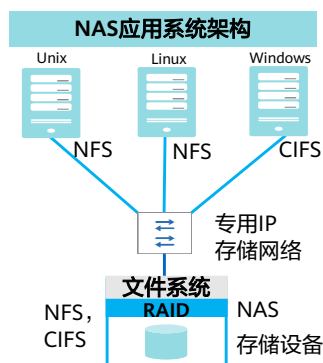 NAS应用系统架构
Unix
Linux
Windows
NFS
NFS
CIFS
专用IP
存储网络
文件系统
RAID
NFS，
CIFS
NAS
存储设备